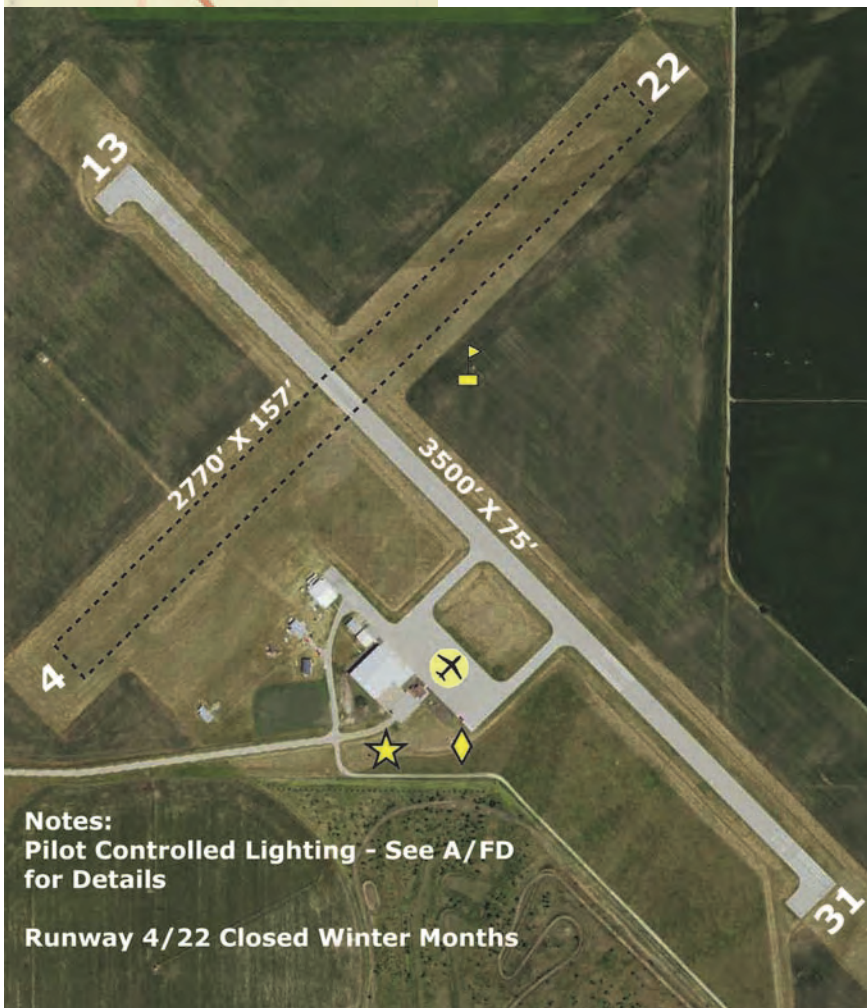 22
13
2770' X 157'
3500' X 75'
4
31
Notes:
Pilot Controlled Lighting - See A/FD
for Details
Runway 4/22 Closed Winter Months